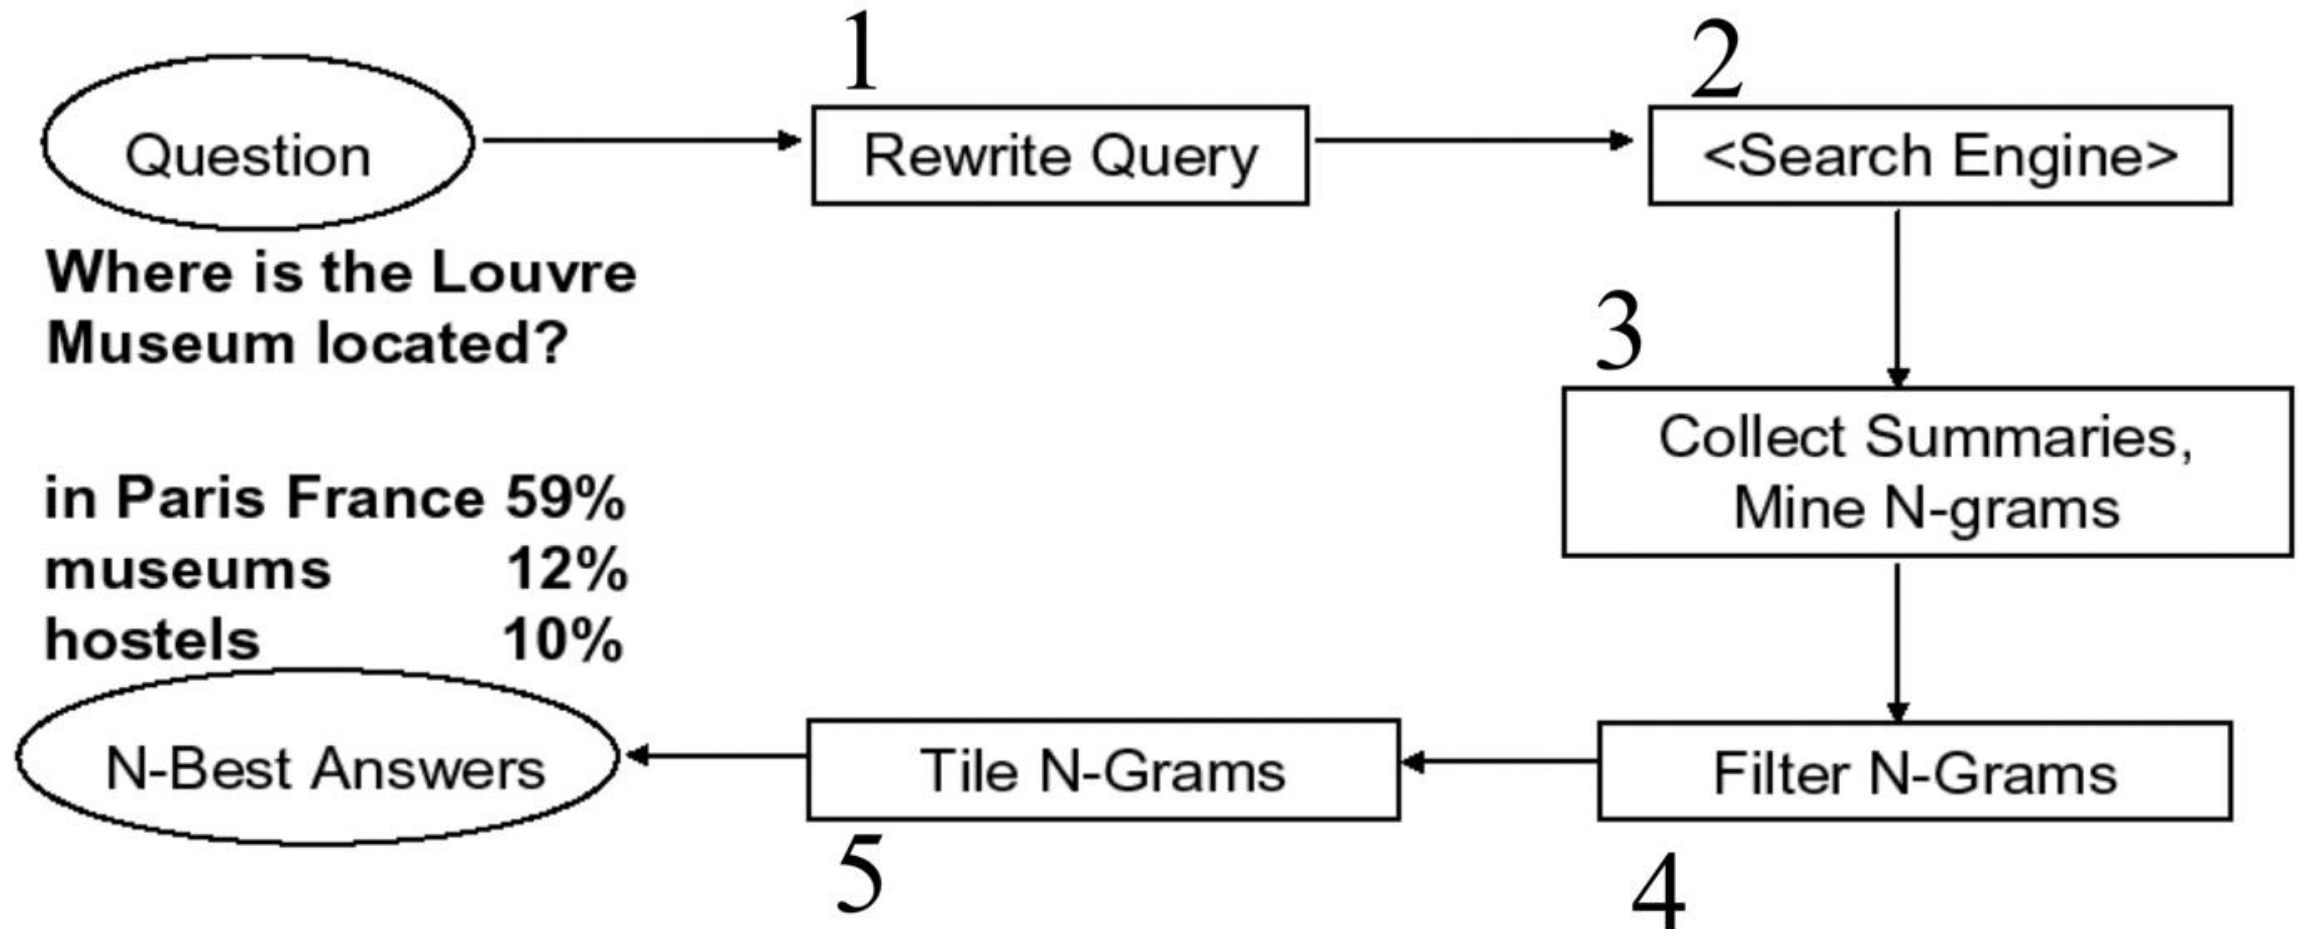 1
2
Question
Rewrite Query
<Search Engine>
Where is the Louvre
Museum located?
3
Collect Summaries,
Mine N-grams
in Paris France 59%
museums 12%
hostels 10%
N-Best Answers
Tile N-Grams
Filter N-Grams
5
4